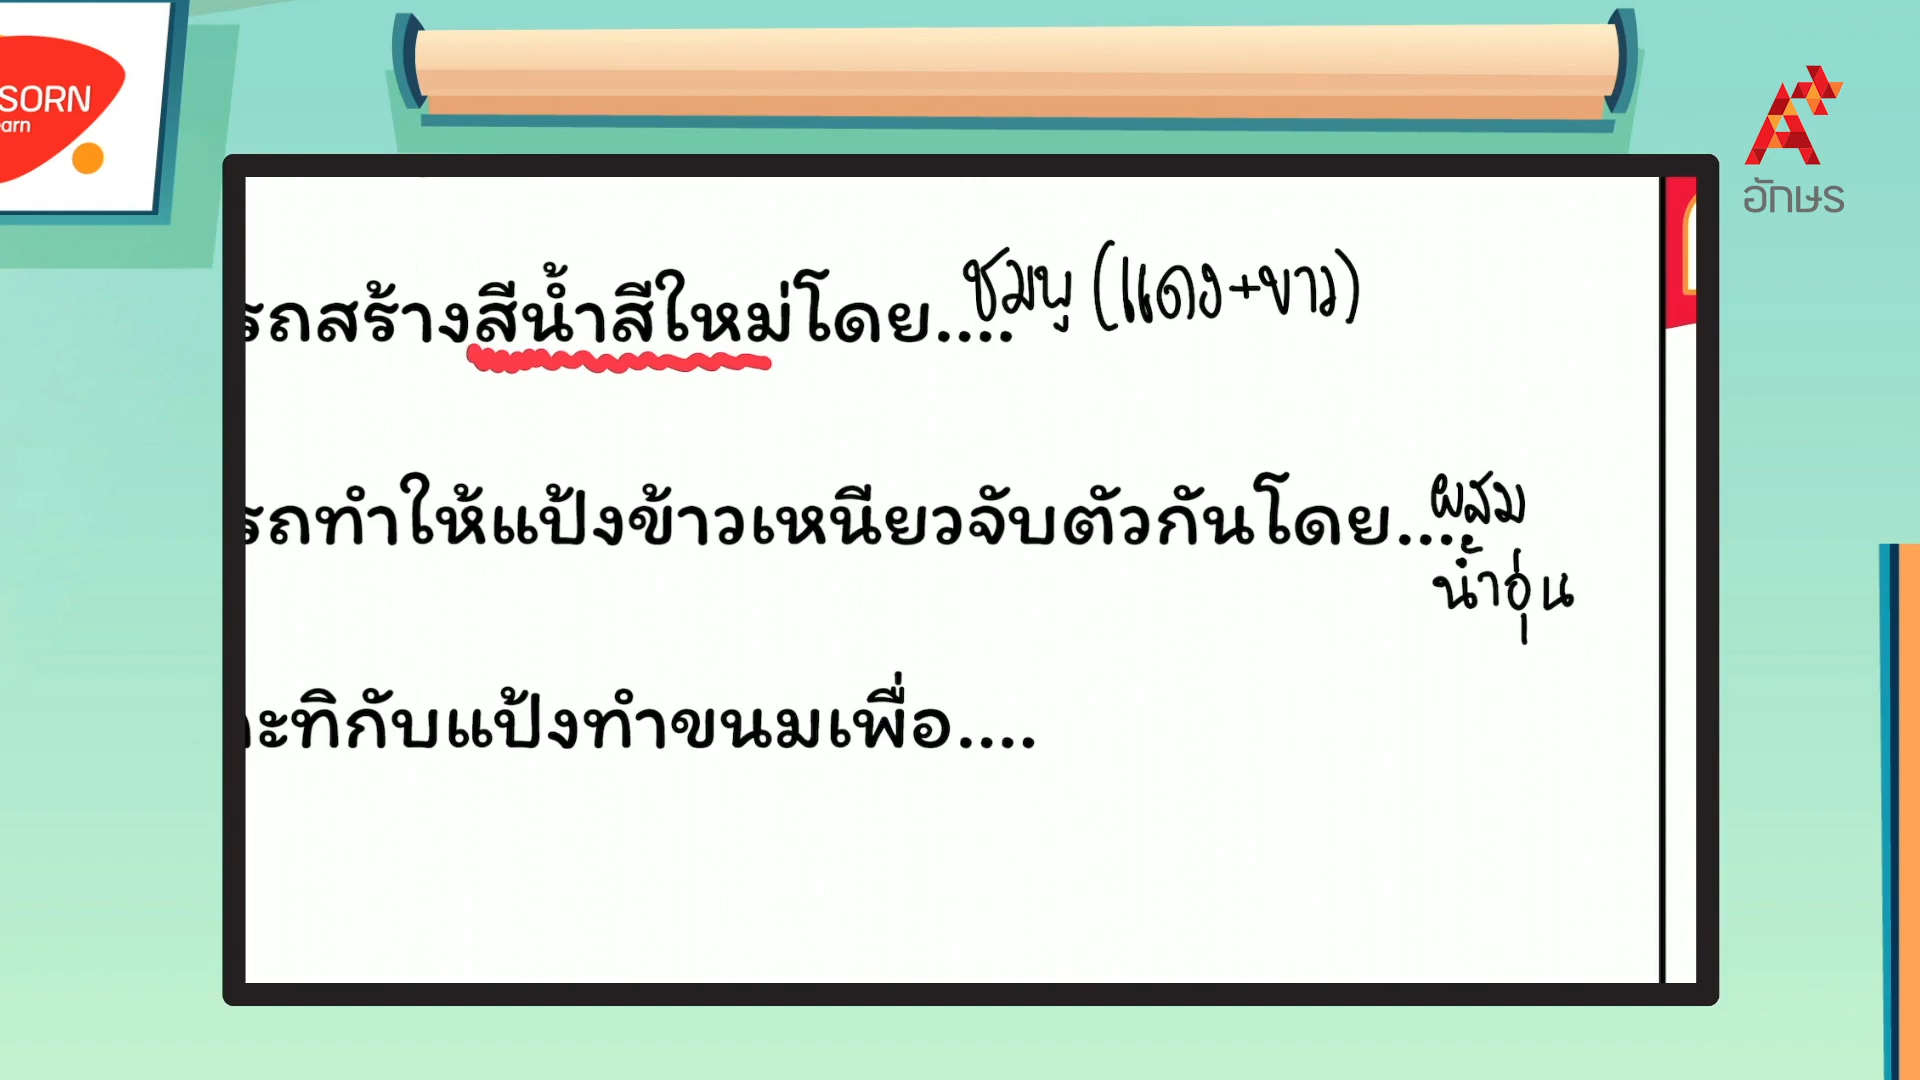 SORN
arn
อักษร
รถสร้างสีน้ำสีใหม่โดย.... ชมพู (แดง+ขาว)
รถทำให้แป้งข้าวเหนียวจับตัวกันโดย.... ผสม
น้ำอุ่น
ะทิกับแป้งทำขนมเพื่อ....